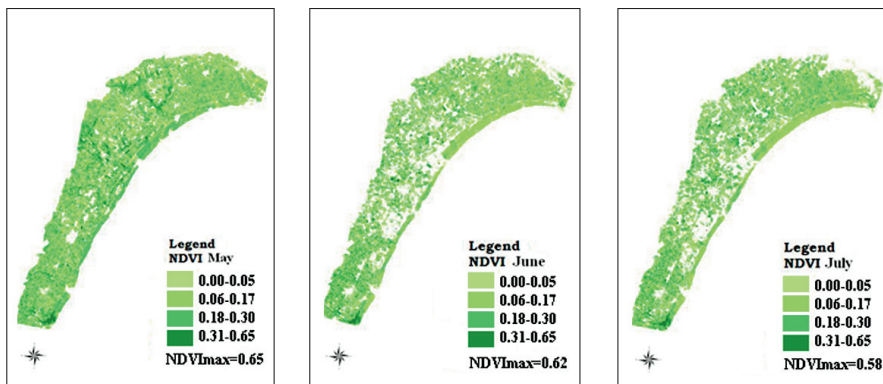 Legend
NDVI May
0.00-0.05
0.06-0.17
0.18-0.30
0.31-0.65
NDVImax=0.65
Legend
NDVI June
0.00-0.05
0.06-0.17
0.18-0.30
0.31-0.65
NDVImax=0.62
Legend
NDVI July
0.00-0.05
0.06-0.17
0.18-0.30
0.31-0.65
NDVImax=0.58